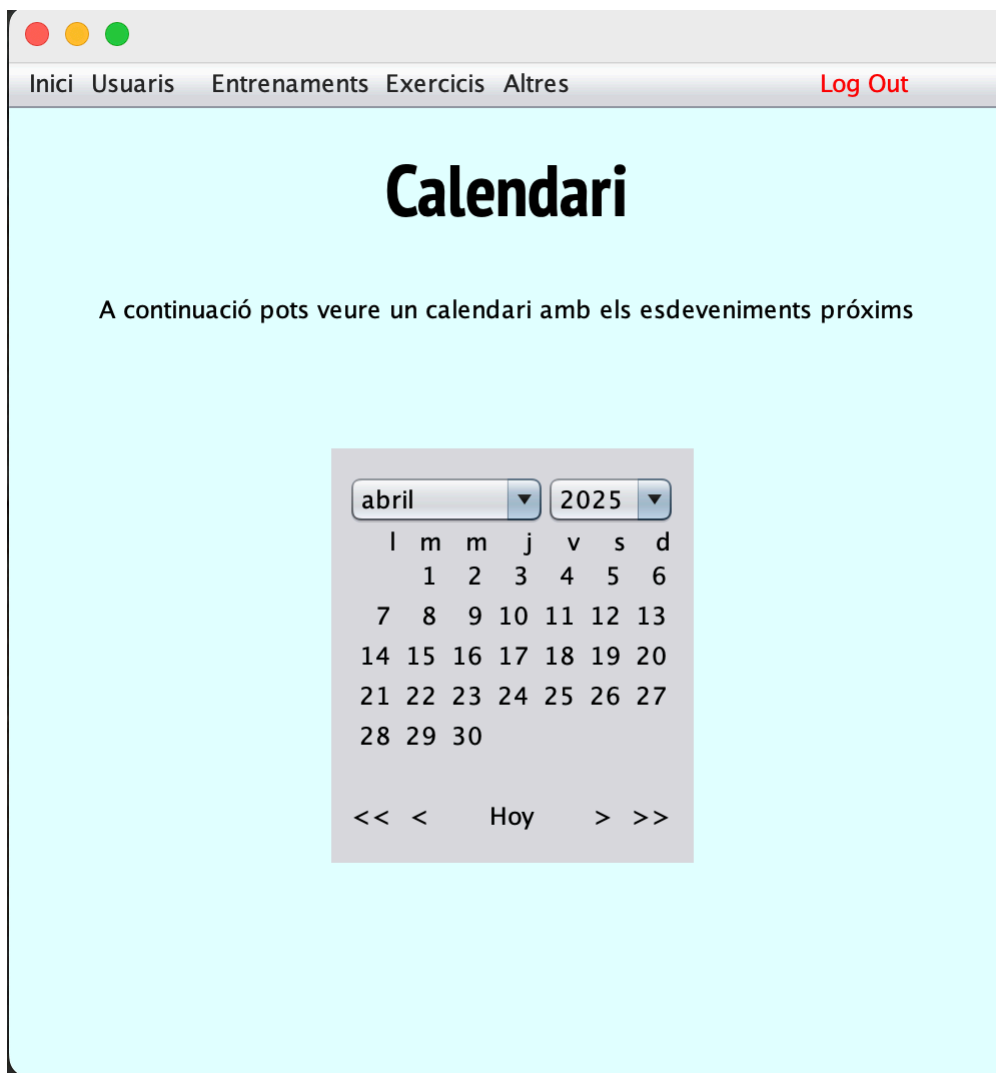 Inici Usuaris Entrenaments Exercicis Altres Log Out
Calendari
A continuació pots veure un calendari amb els esdeveniments próxims
abril 2025
l m m j v s d
1 2 3 4 5 6
7 8 9 10 11 12 13
14 15 16 17 18 19 20
21 22 23 24 25 26 27
28 29 30
<< < Hoy > >>